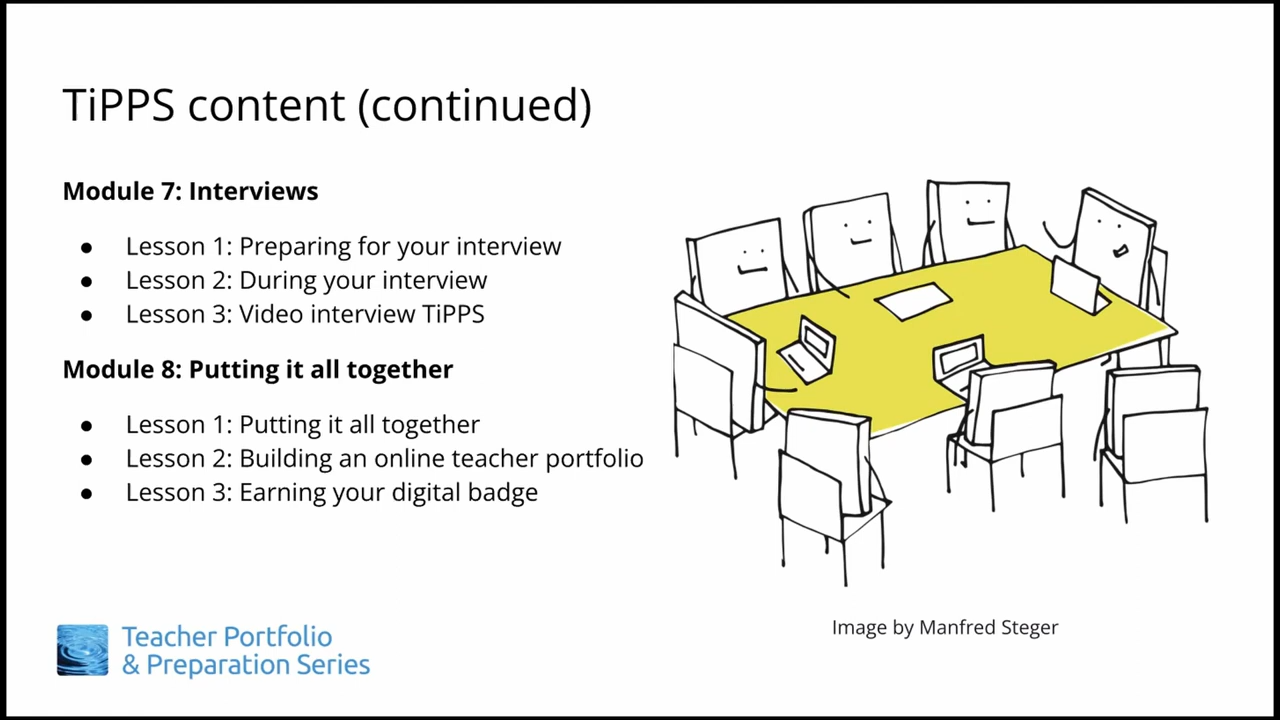 TiPPS content (continued)
Module 7: Interviews
● Lesson 1: Preparing for your interview
● Lesson 2: During your interview
● Lesson 3: Video interview TiPPS
Module 8: Putting it all together
● Lesson 1: Putting it all together
● Lesson 2: Building an online teacher portfolio
● Lesson 3: Earning your digital badge
Image by Manfred Steger
Teacher Portfolio
& Preparation Series